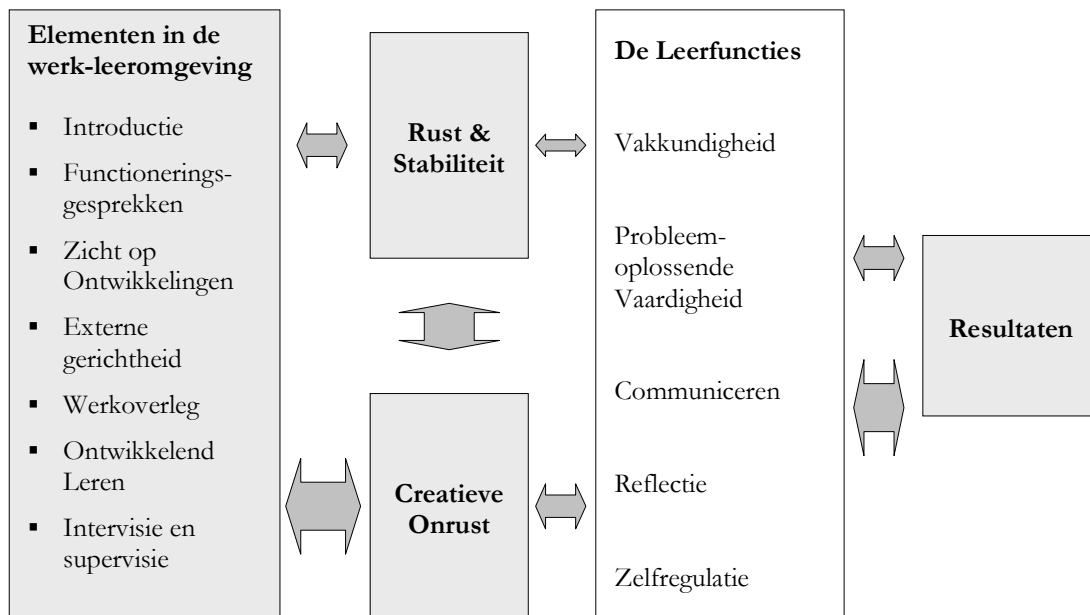 Elementen in de
werk-leeromgeving
▪ Introductie
▪ Functionerings-
gesprekken
▪ Zicht op
Ontwikkelingen
▪ Externe
gerichtheid
▪ Werkoverleg
▪ Ontwikkelend
Leren
▪ Intervisie en
supervisie
Rust &
Stabiliteit
Creatieve
Onrust
De Leerfuncties
Vakkundigheid
Probleem-
oplossende
Vaardigheid
Communiceren
Reflectie
Zelfregulatie
Resultaten